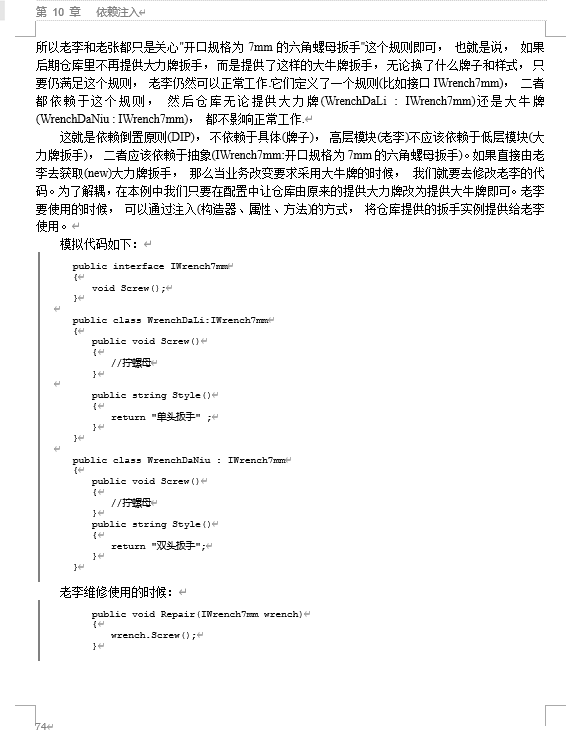 第 10 章 依赖注入
所以老李和老张都只是关心"开口规格为 7mm 的六角螺母扳手"这个规则即可， 也就是说， 如果
后期仓库里不再提供大力牌扳手，而是提供了这样的大牛牌扳手，无论换了什么牌子和样式， 只
要仍满足这个规则， 老李仍然可以正常工作.它们定义了一个规则(比如接口 IWrench7mm)， 二者
都依赖于这个规则， 然后仓库无论提供大力牌(WrenchDaLi : IWrench7mm)还是大牛牌
(WrenchDaNiu : IWrench7mm)， 都不影响正常工作.
这就是依赖倒置原则(DIP)， 不依赖于具体(牌子)， 高层模块(老李)不应该依赖于低层模块(大
力牌扳手)， 二者应该依赖于抽象(IWrench7mm:开口规格为 7mm 的六角螺母扳手)。如果直接由老
李去获取(new)大力牌扳手， 那么当业务改变要求采用大牛牌的时候， 我们就要去修改老李的代
码。为了解耦，在本例中我们只要在配置中让仓库由原来的提供大力牌改为提供大牛牌即可。老李
要使用的时候， 可以通过注入(构造器、属性、方法)的方式， 将仓库提供的扳手实例提供给老李
使用。
模拟代码如下：
public interface IWrench7mm
{
void Screw();
}
public class WrenchDaLi:IWrench7mm
{
public void Screw()
{
//拧螺母
}
public string Style()
{
return "单头扳手" ;
}
}
public class WrenchDaNiu : IWrench7mm
{
public void Screw()
{
//拧螺母
}
public string Style()
{
return "双头扳手";
}
}
老李维修使用的时候：
public void Repair(IWrench7mm wrench)
{
wrench.Screw();
}
74